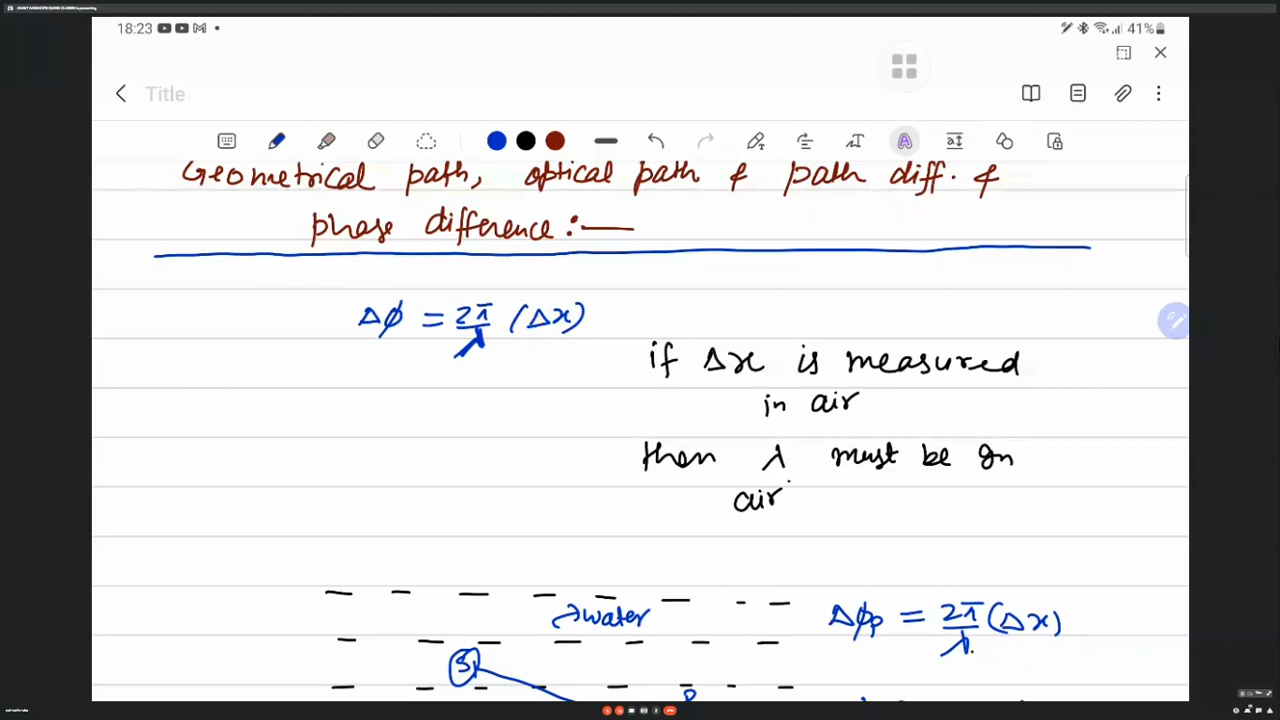 18:23
41%
Title
Geometrical path, optical path & path diff. &
phase difference :—
Δφ = 2π/λ (Δx)
if Δx is measured
in air
then λ must be In
air
→water
Δφp = 2π/λ (Δx)
S1
P